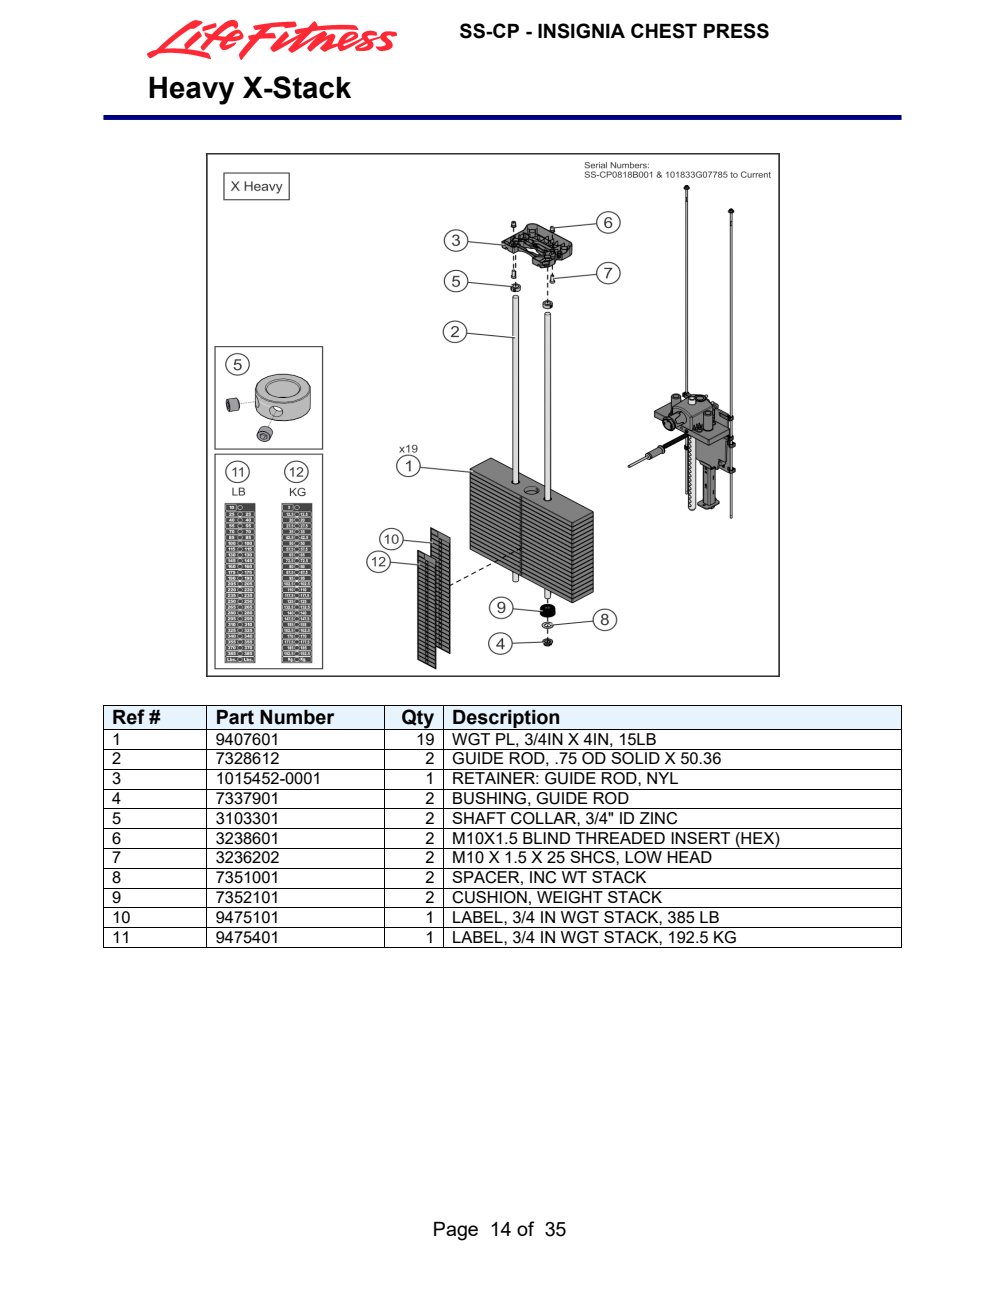 Life Fitness
SS-CP - INSIGNIA CHEST PRESS
Heavy X-Stack
Serial Numbers:
SS-CP0818B001 & 101833G07785 to Current
X Heavy
6
3
7
5
2
5
x19
1
11
12
LB
KG
10
12
9
8
4
Ref # Part Number Qty Description
1 9407601 19 WGT PL, 3/4IN X 4IN, 15LB
2 7328612 2 GUIDE ROD, .75 OD SOLID X 50.36
3 1015452-0001 1 RETAINER: GUIDE ROD, NYL
4 7337901 2 BUSHING, GUIDE ROD
5 3103301 2 SHAFT COLLAR, 3/4" ID ZINC
6 3238601 2 M10X1.5 BLIND THREADED INSERT (HEX)
7 3236202 2 M10 X 1.5 X 25 SHCS, LOW HEAD
8 7351001 2 SPACER, INC WT STACK
9 7352101 2 CUSHION, WEIGHT STACK
10 9475101 1 LABEL, 3/4 IN WGT STACK, 385 LB
11 9475401 1 LABEL, 3/4 IN WGT STACK, 192.5 KG
Page 14 of 35